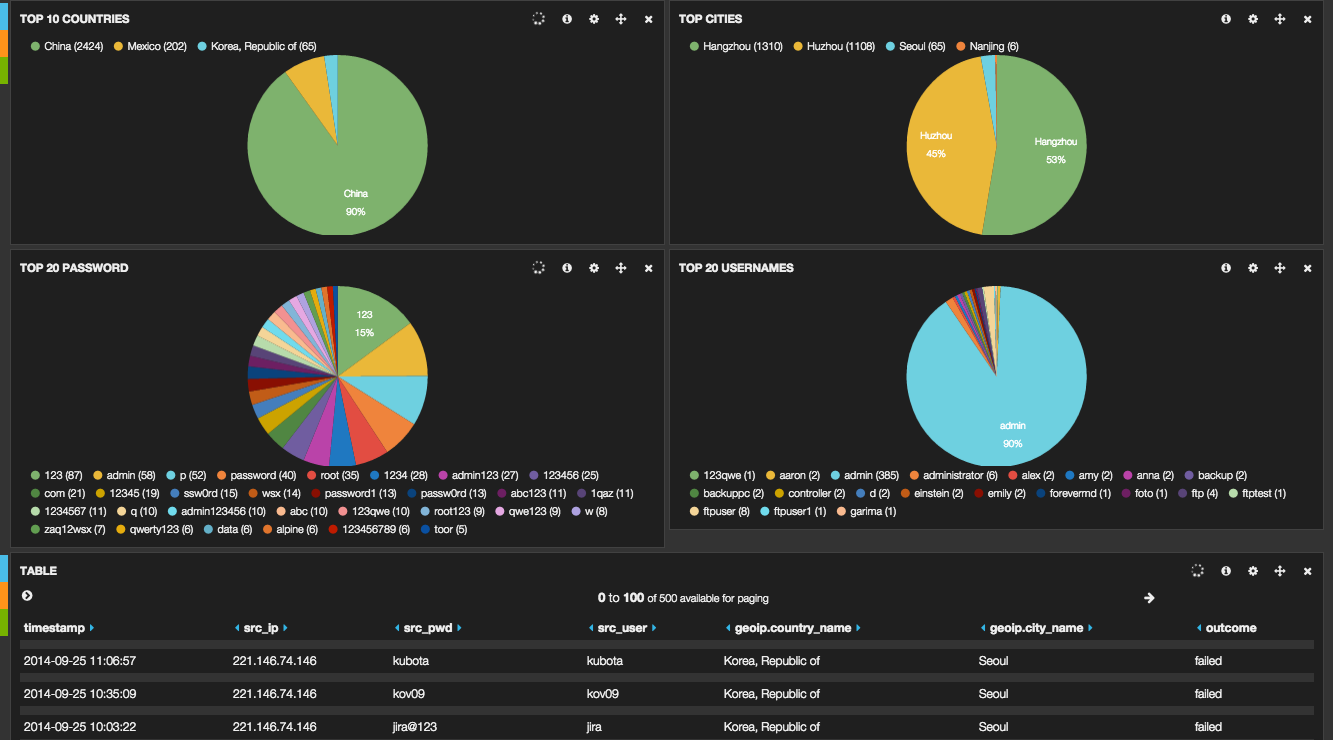 TOP 10 COUNTRIES
China (2424) Mexico (202) Korea, Republic of (65)
China
90%
TOP CITIES
Hangzhou (1310) Huzhou (1108) Seoul (65) Nanjing (6)
Huzhou
45%
Hangzhou
53%
TOP 20 PASSWORD
123
15%
123 (87) admin (58) p (52) password (40) root (35) 1234 (28) admin123 (27) 123456 (25)
com (21) 12345 (19) ssw0rd (15) wsx (14) password1 (13) passw0rd (13) abc123 (11) 1qaz (11)
1234567 (11) q (10) admin123456 (10) abc (10) 123qwe (10) root123 (9) qwe123 (9) w (8)
zaq12wsx (7) qwerty123 (6) data (6) alpine (6) 123456789 (6) toor (5)
TOP 20 USERNAMES
admin
90%
123qwe (1) aaron (2) admin (385) administrator (6) alex (2) amy (2) anna (2) backup (2)
backuppc (2) controller (2) d (2) einstein (2) emily (2) forevermd (1) foto (1) ftp (4) ftptest (1)
ftpuser (8) ftpuser1 (1) garima (1)
TABLE
0 to 100 of 500 available for paging
timestamp src_ip src_pwd src_user geoip.country_name geoip.city_name outcome
2014-09-25 11:06:57 221.146.74.146 kubota kubota Korea, Republic of Seoul failed
2014-09-25 10:35:09 221.146.74.146 kov09 kov09 Korea, Republic of Seoul failed
2014-09-25 10:03:22 221.146.74.146 jira@123 jira Korea, Republic of Seoul failed